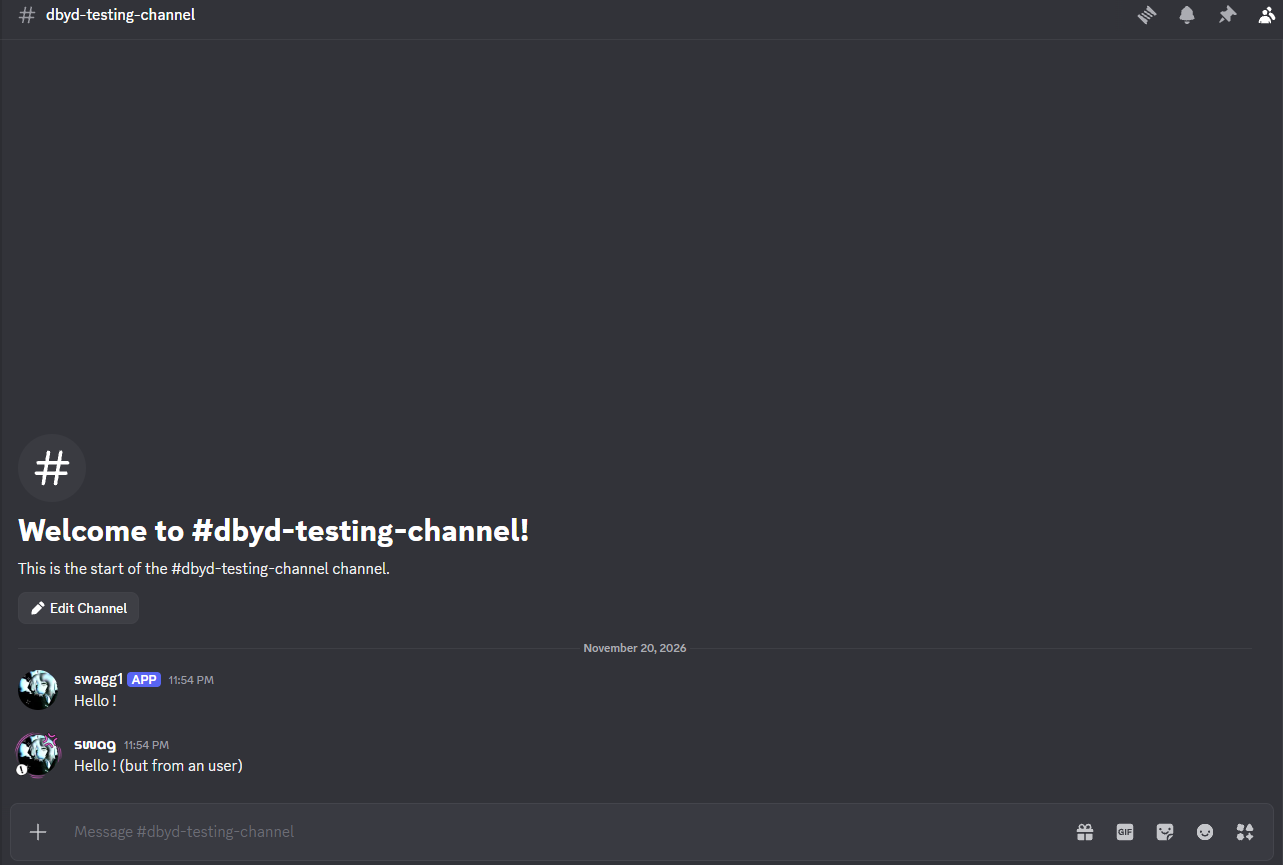 dbyd-testing-channel
Welcome to #dbyd-testing-channel!
This is the start of the #dbyd-testing-channel channel.
Edit Channel
November 20, 2026
swagg1 APP 11:54 PM
Hello !
swag 11:54 PM
Hello ! (but from an user)
Message #dbyd-testing-channel
GIF